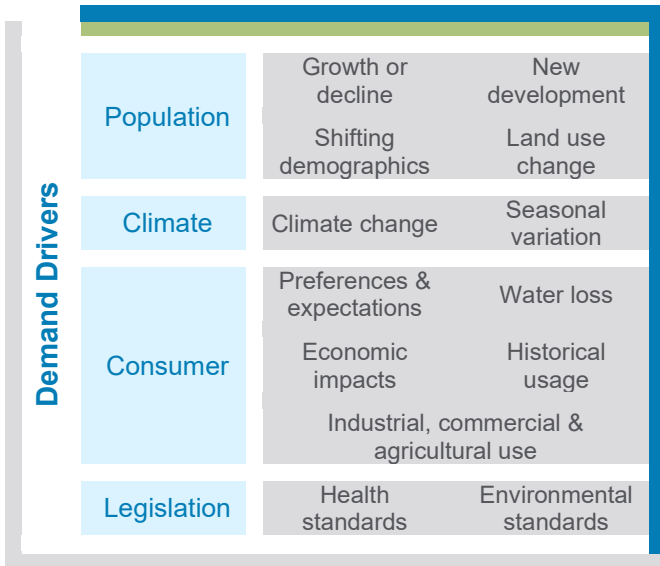 Demand Drivers
Population
Growth or
decline
New
development
Shifting
demographics
Land use
change
Climate
Climate change
Seasonal
variation
Consumer
Preferences &
expectations
Water loss
Economic
impacts
Historical
usage
Industrial, commercial &
agricultural use
Legislation
Health
standards
Environmental
standards